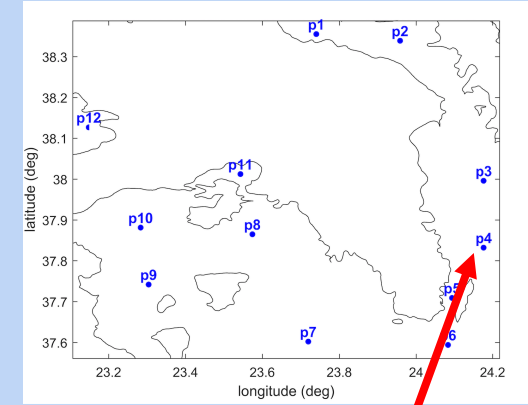 p1
p2
38.3
38.2
p12
38.1
p11
p3
38
p10
p8
p4
37.9
37.8
p9
p5
37.7
p7
6
37.6
23.2
23.4
23.6
23.8
24
24.2
longitude (deg)
latitude (deg)